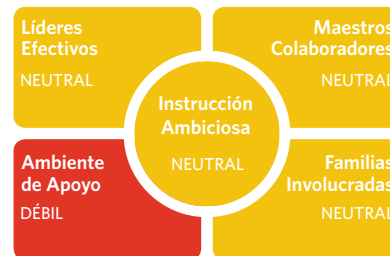 Líderes
Efectivos
NEUTRAL
Maestros
Colaboradores
NEUTRAL
Instrucción
Ambiciosa
NEUTRAL
Ambiente
de Apoyo
DÉBIL
Familias
Involucradas
NEUTRAL